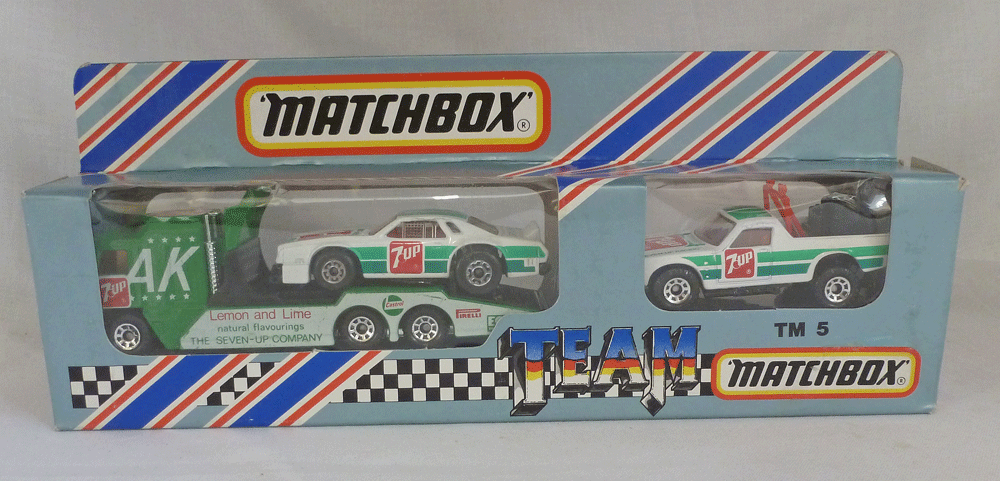 'MATCHBOX'®
AK
7UP
Lemon and Lime
natural flavourings
THE SEVEN-UP COMPANY
Castrol
PIRELLI
7UP
7UP
TM 5
TEAM
'MATCHBOX'®